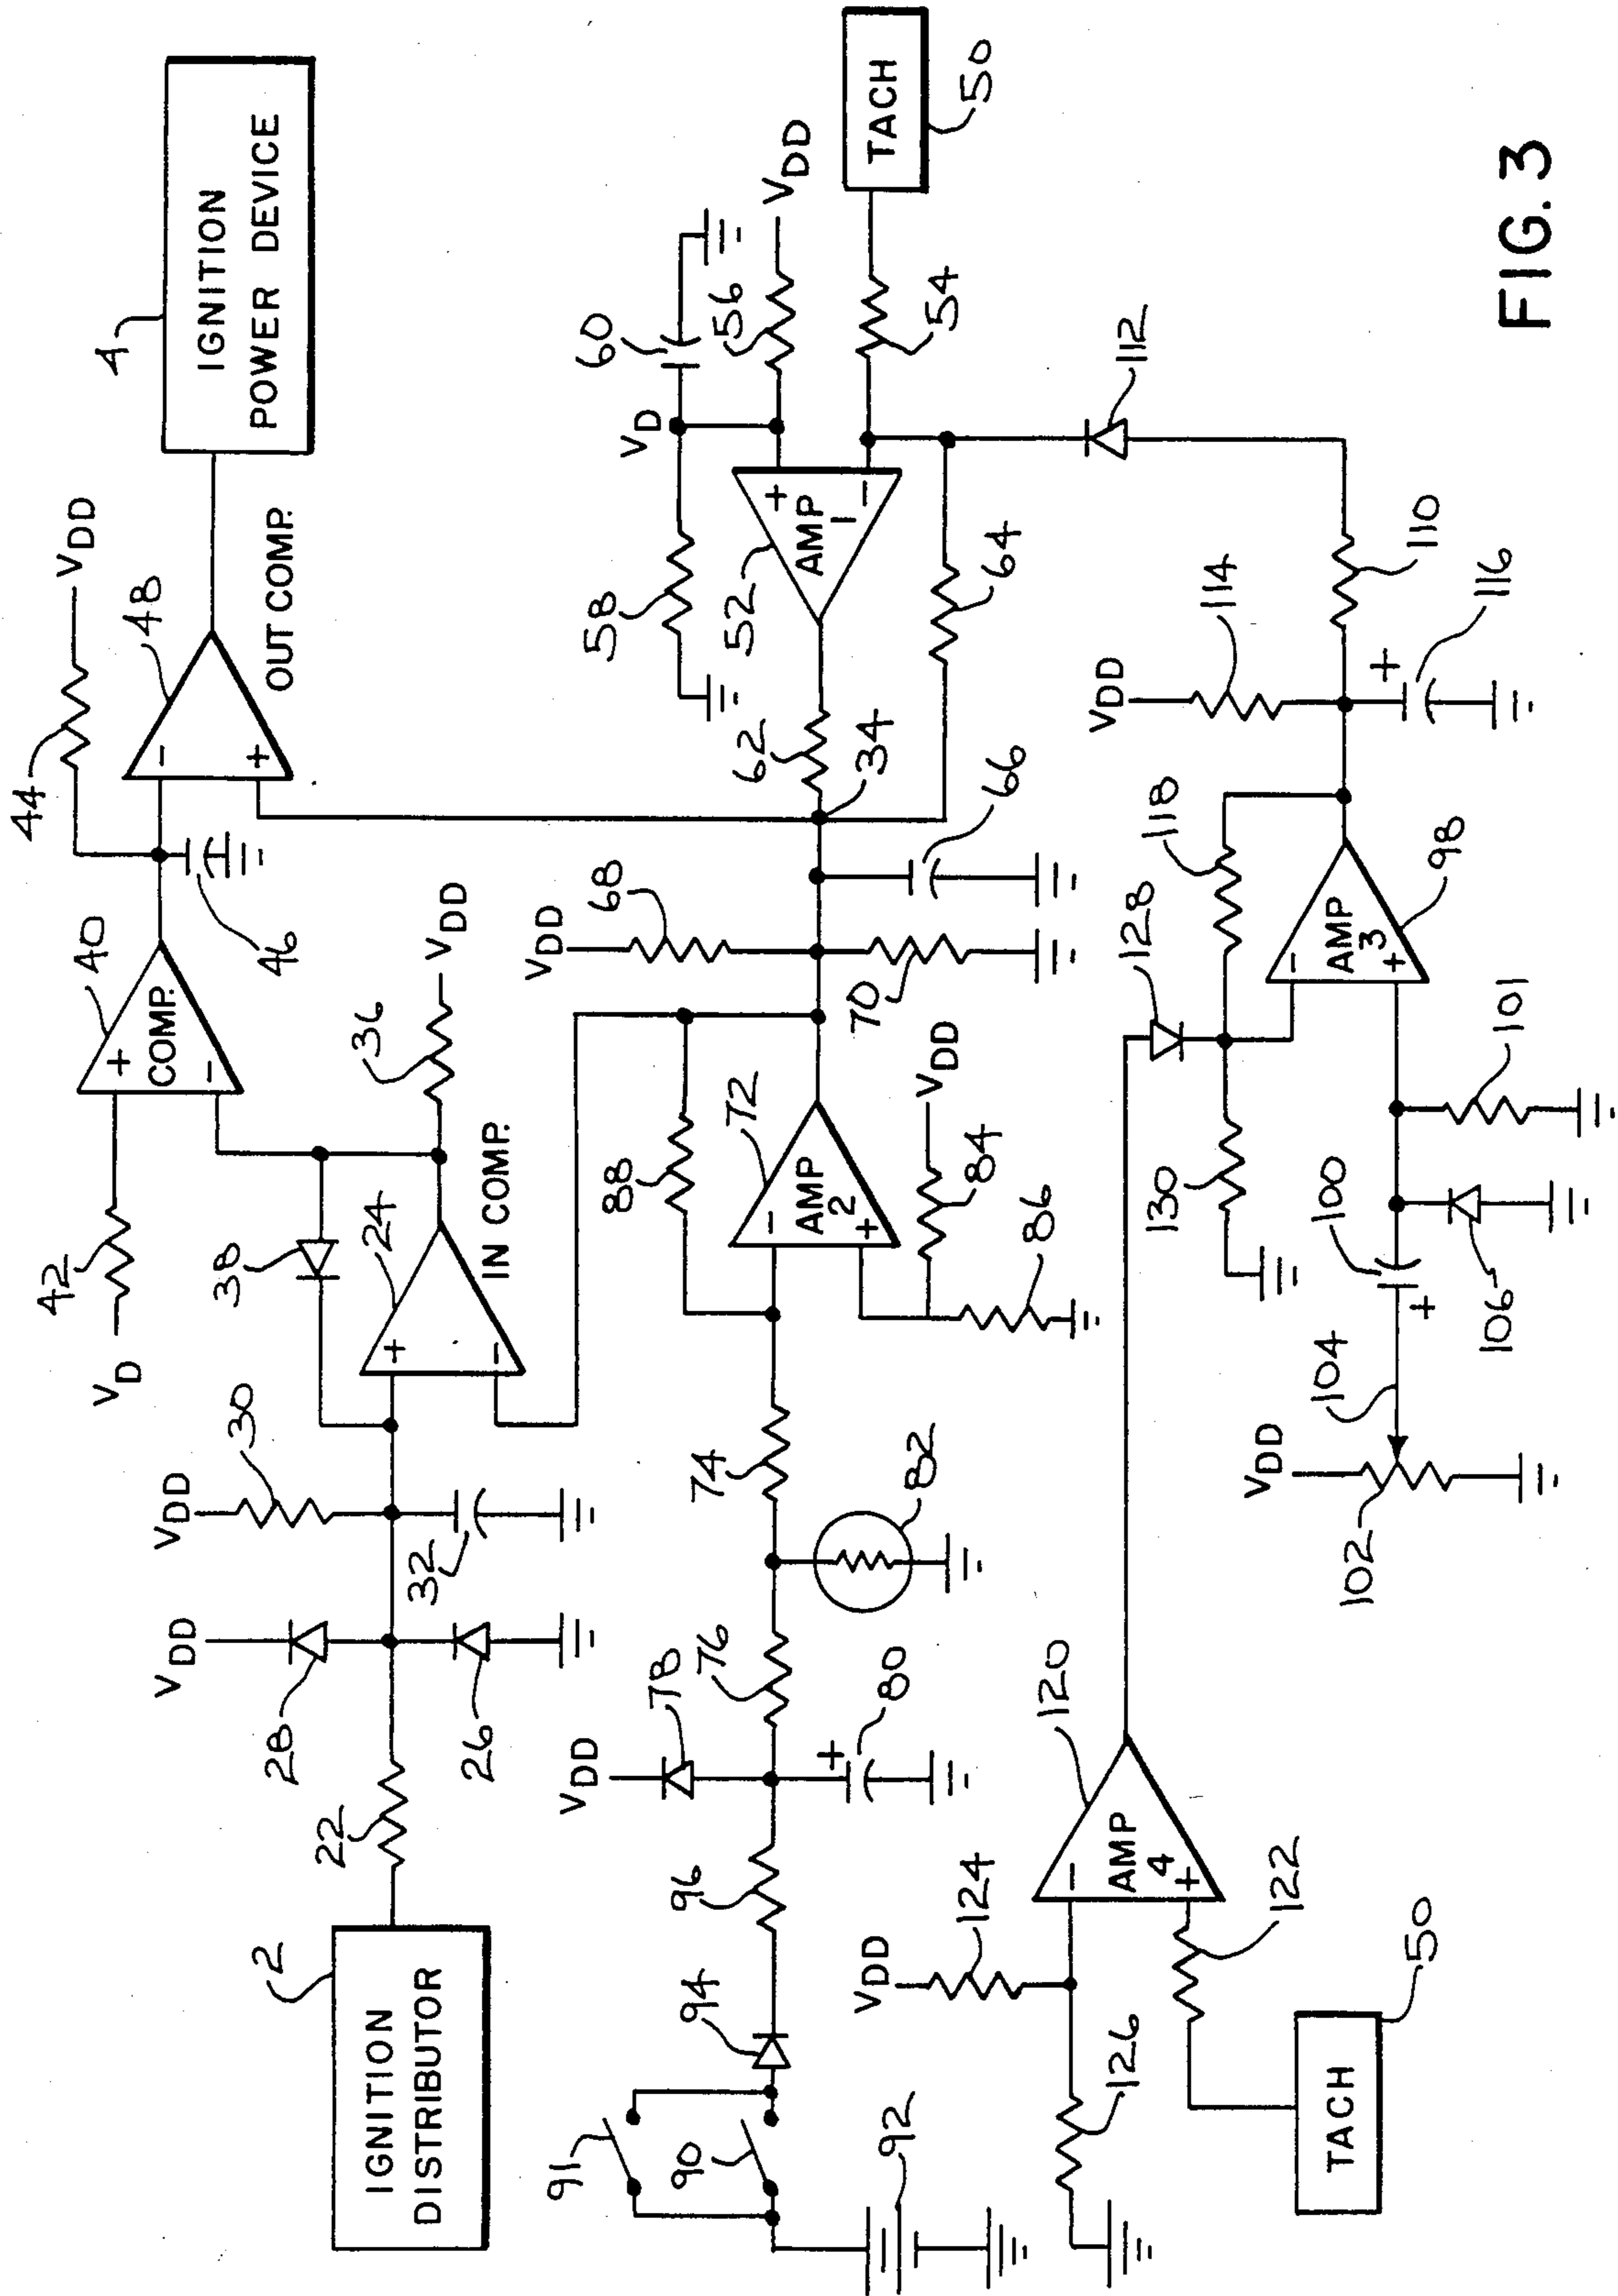 4
IGNITION
POWER DEVICE
44
VDD
48
OUT COMP.
40
COMP.
46
42
VD
38
36
VDD
24
IN COMP.
30
VDD
32
VDD
28
26
22
2
IGNITION
DISTRIBUTOR
TACH
50
VDD
60
56
VD
58
54
52
AMP
1
62
34
64
112
66
68
VDD
70
72
88
AMP
2
VDD
84
86
74
82
76
78
VDD
80
96
94
91
90
92
110
114
VDD
116
118
128
AMP
3
98
101
130
100
106
104
VDD
102
120
AMP
4
124
VDD
126
122
50
TACH
FIG. 3